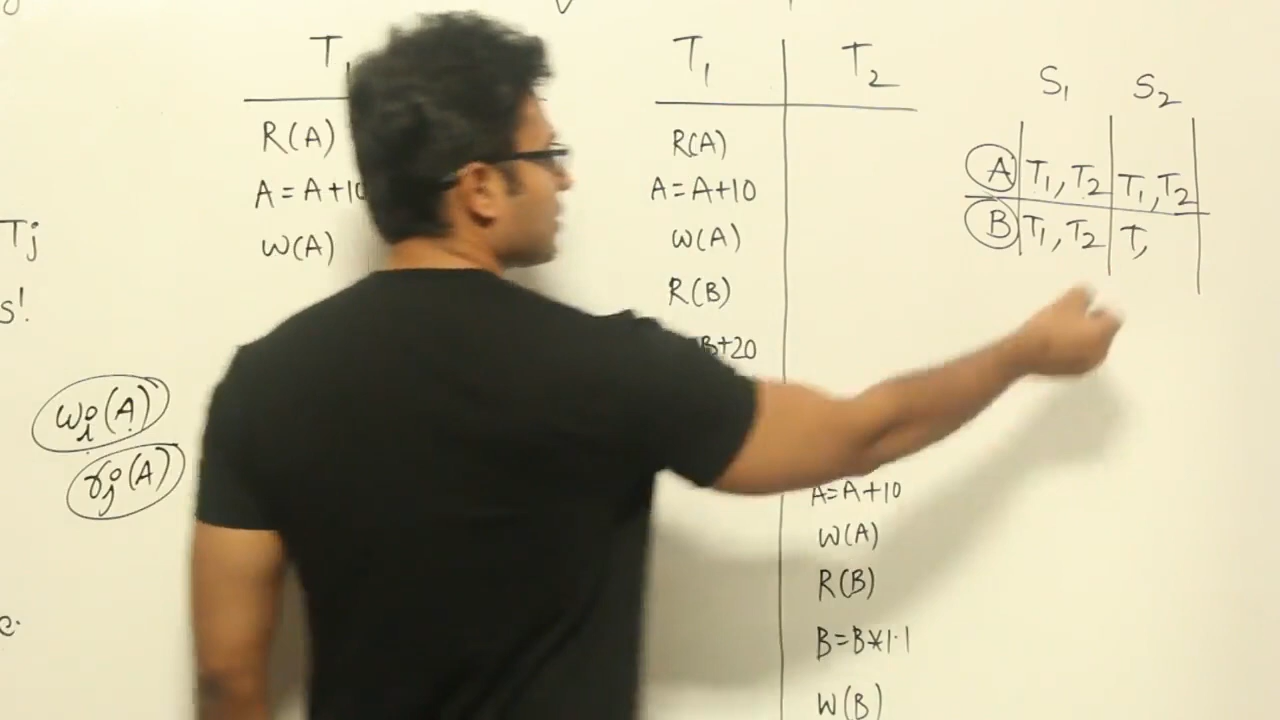 Tj
s!
wi(A)
rj(A)
e.
T
R(A)
A=A+10
W(A)
T1 T2
R(A)
A=A+10
W(A)
R(B)
B+20
A=A+10
W(A)
R(B)
B=B*1.1
W(B)
S1 S2
A T1,T2 T1,T2
B T1,T2 T,